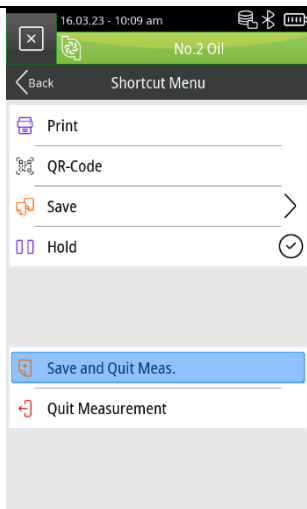 16.03.23 - 10:09 am
No.2 Oil
Back Shortcut Menu
Print
QR-Code
Save
Hold
Save and Quit Meas.
Quit Measurement